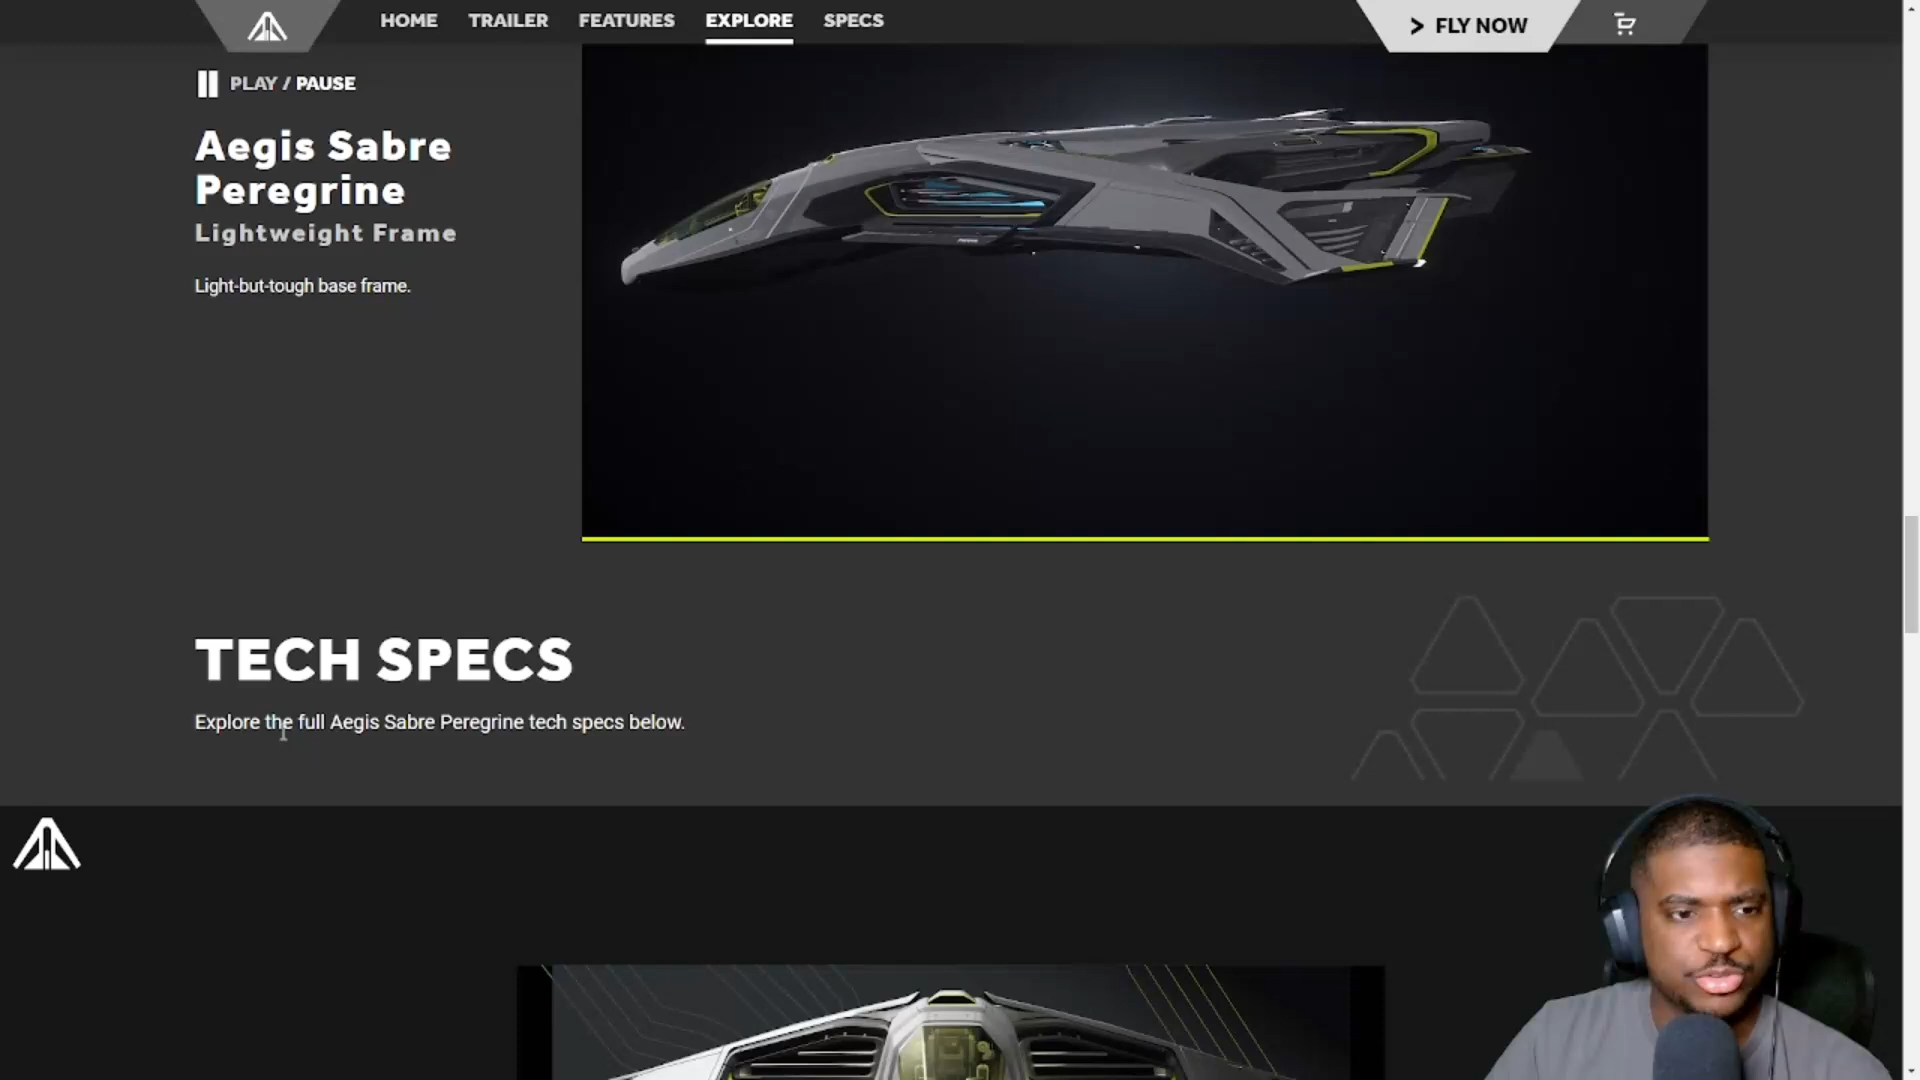 HOME TRAILER FEATURES EXPLORE SPECS
> FLY NOW
PLAY / PAUSE
Aegis Sabre
Peregrine
Lightweight Frame
Light-but-tough base frame.
TECH SPECS
Explore the full Aegis Sabre Peregrine tech specs below.